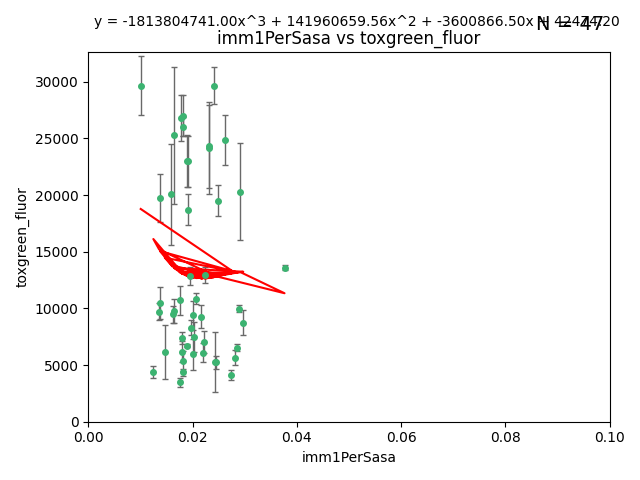 y = -1813804741.00x^3 + 141960659.56x^2 + -3600866.50x +
N = 47
imm1PerSasa vs toxgreen_fluor
toxgreen_fluor
30000
25000
20000
15000
10000
5000
0
0.00 0.02 0.04 0.06 0.08 0.10
imm1PerSasa